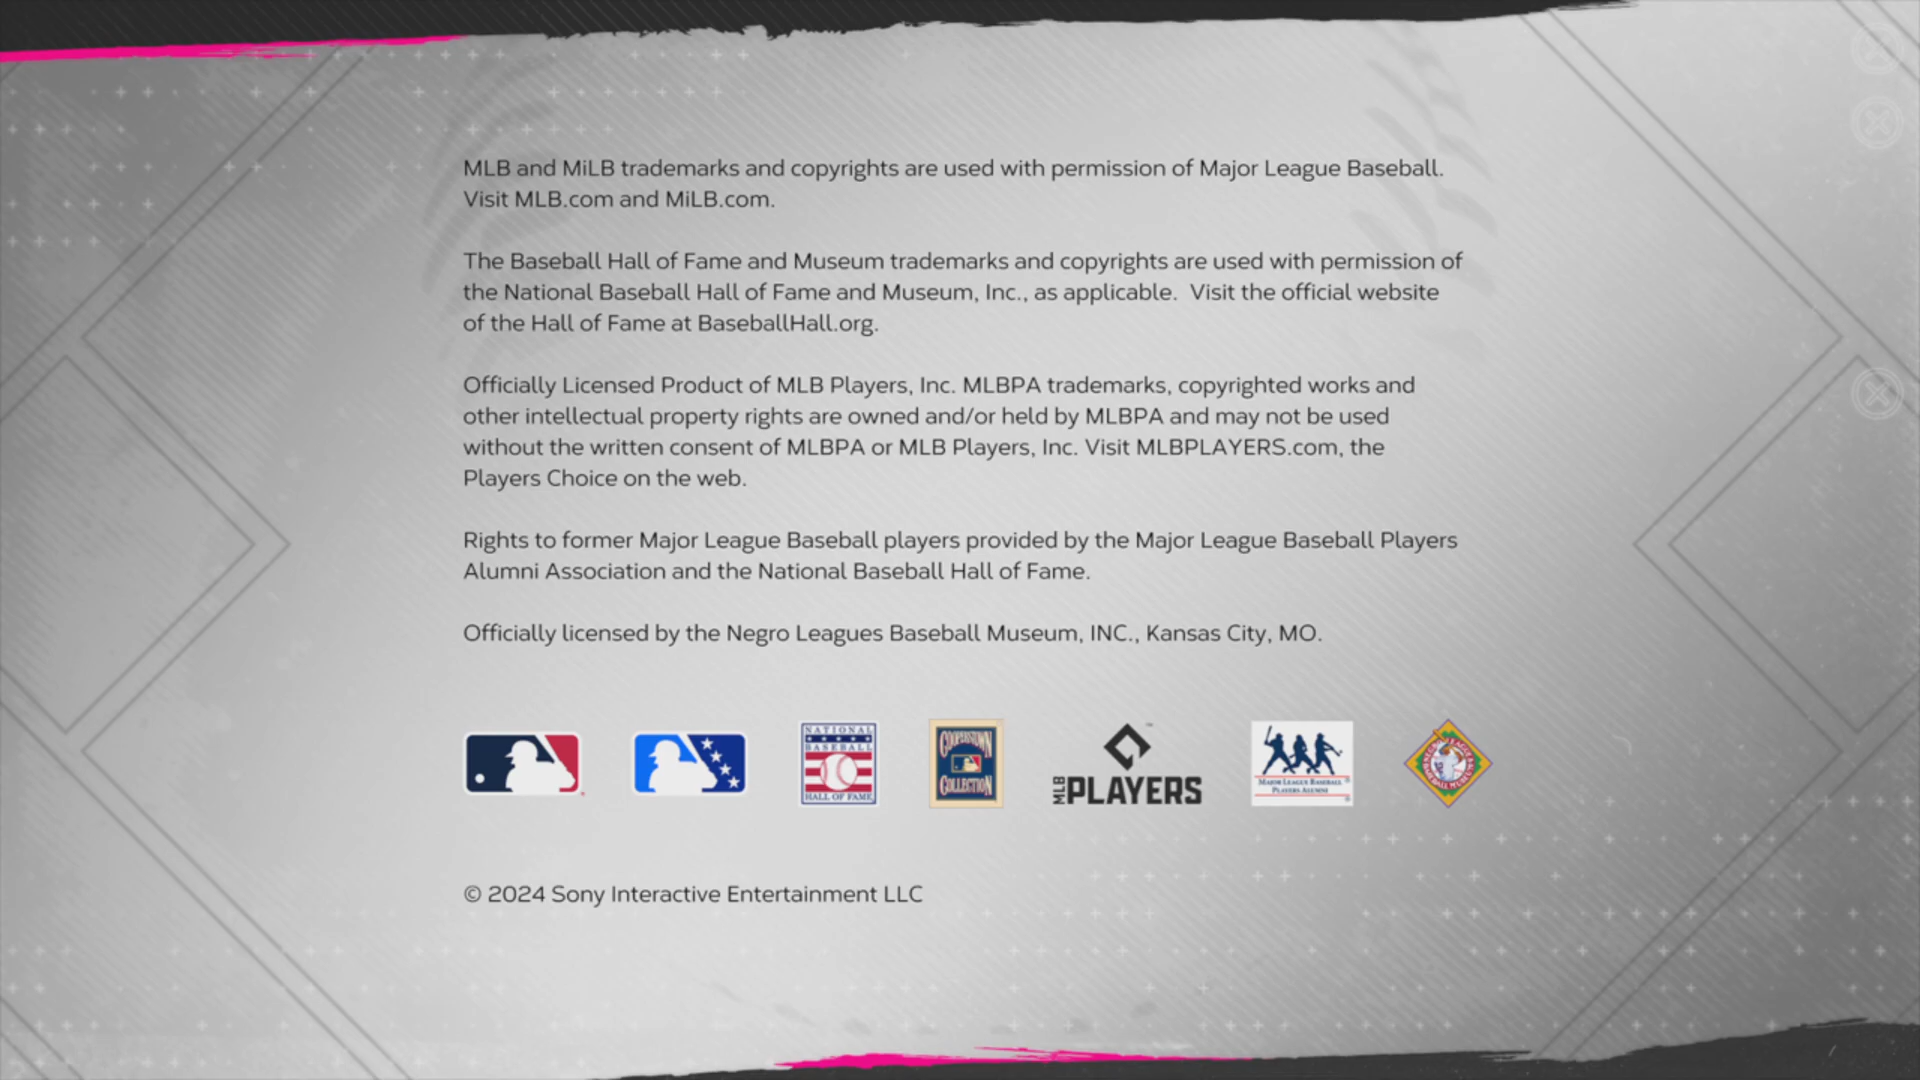 MLB and MiLB trademarks and copyrights are used with permission of Major League Baseball.
Visit MLB.com and MiLB.com.
The Baseball Hall of Fame and Museum trademarks and copyrights are used with permission of
the National Baseball Hall of Fame and Museum, Inc., as applicable. Visit the official website
of the Hall of Fame at BaseballHall.org.
Officially Licensed Product of MLB Players, Inc. MLBPA trademarks, copyrighted works and
other intellectual property rights are owned and/or held by MLBPA and may not be used
without the written consent of MLBPA or MLB Players, Inc. Visit MLBPLAYERS.com, the
Players Choice on the web.
Rights to former Major League Baseball players provided by the Major League Baseball Players
Alumni Association and the National Baseball Hall of Fame.
Officially licensed by the Negro Leagues Baseball Museum, INC., Kansas City, MO.
NATIONAL
BASEBALL
HALL OF FAME
COOPERSTOWN
COLLECTION
MLB PLAYERS™
MAJOR LEAGUE BASEBALL®
PLAYERS ALUMNI®
© 2024 Sony Interactive Entertainment LLC